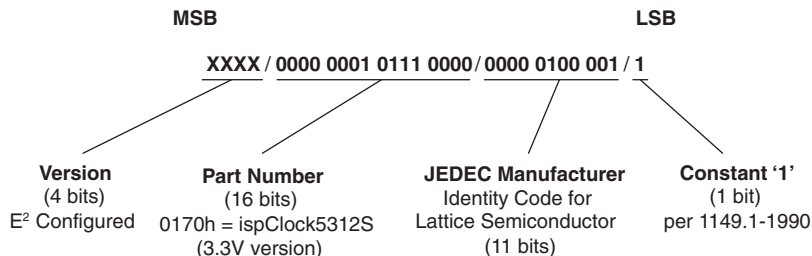 MSB LSB
XXXX / 0000 0001 0111 0000 / 0000 0100 001 / 1
Version
(4 bits)
E² Configured
Part Number
(16 bits)
0170h = ispClock5312S
(3.3V version)
JEDEC Manufacturer
Identity Code for
Lattice Semiconductor
(11 bits)
Constant ‘1’
(1 bit)
per 1149.1-1990